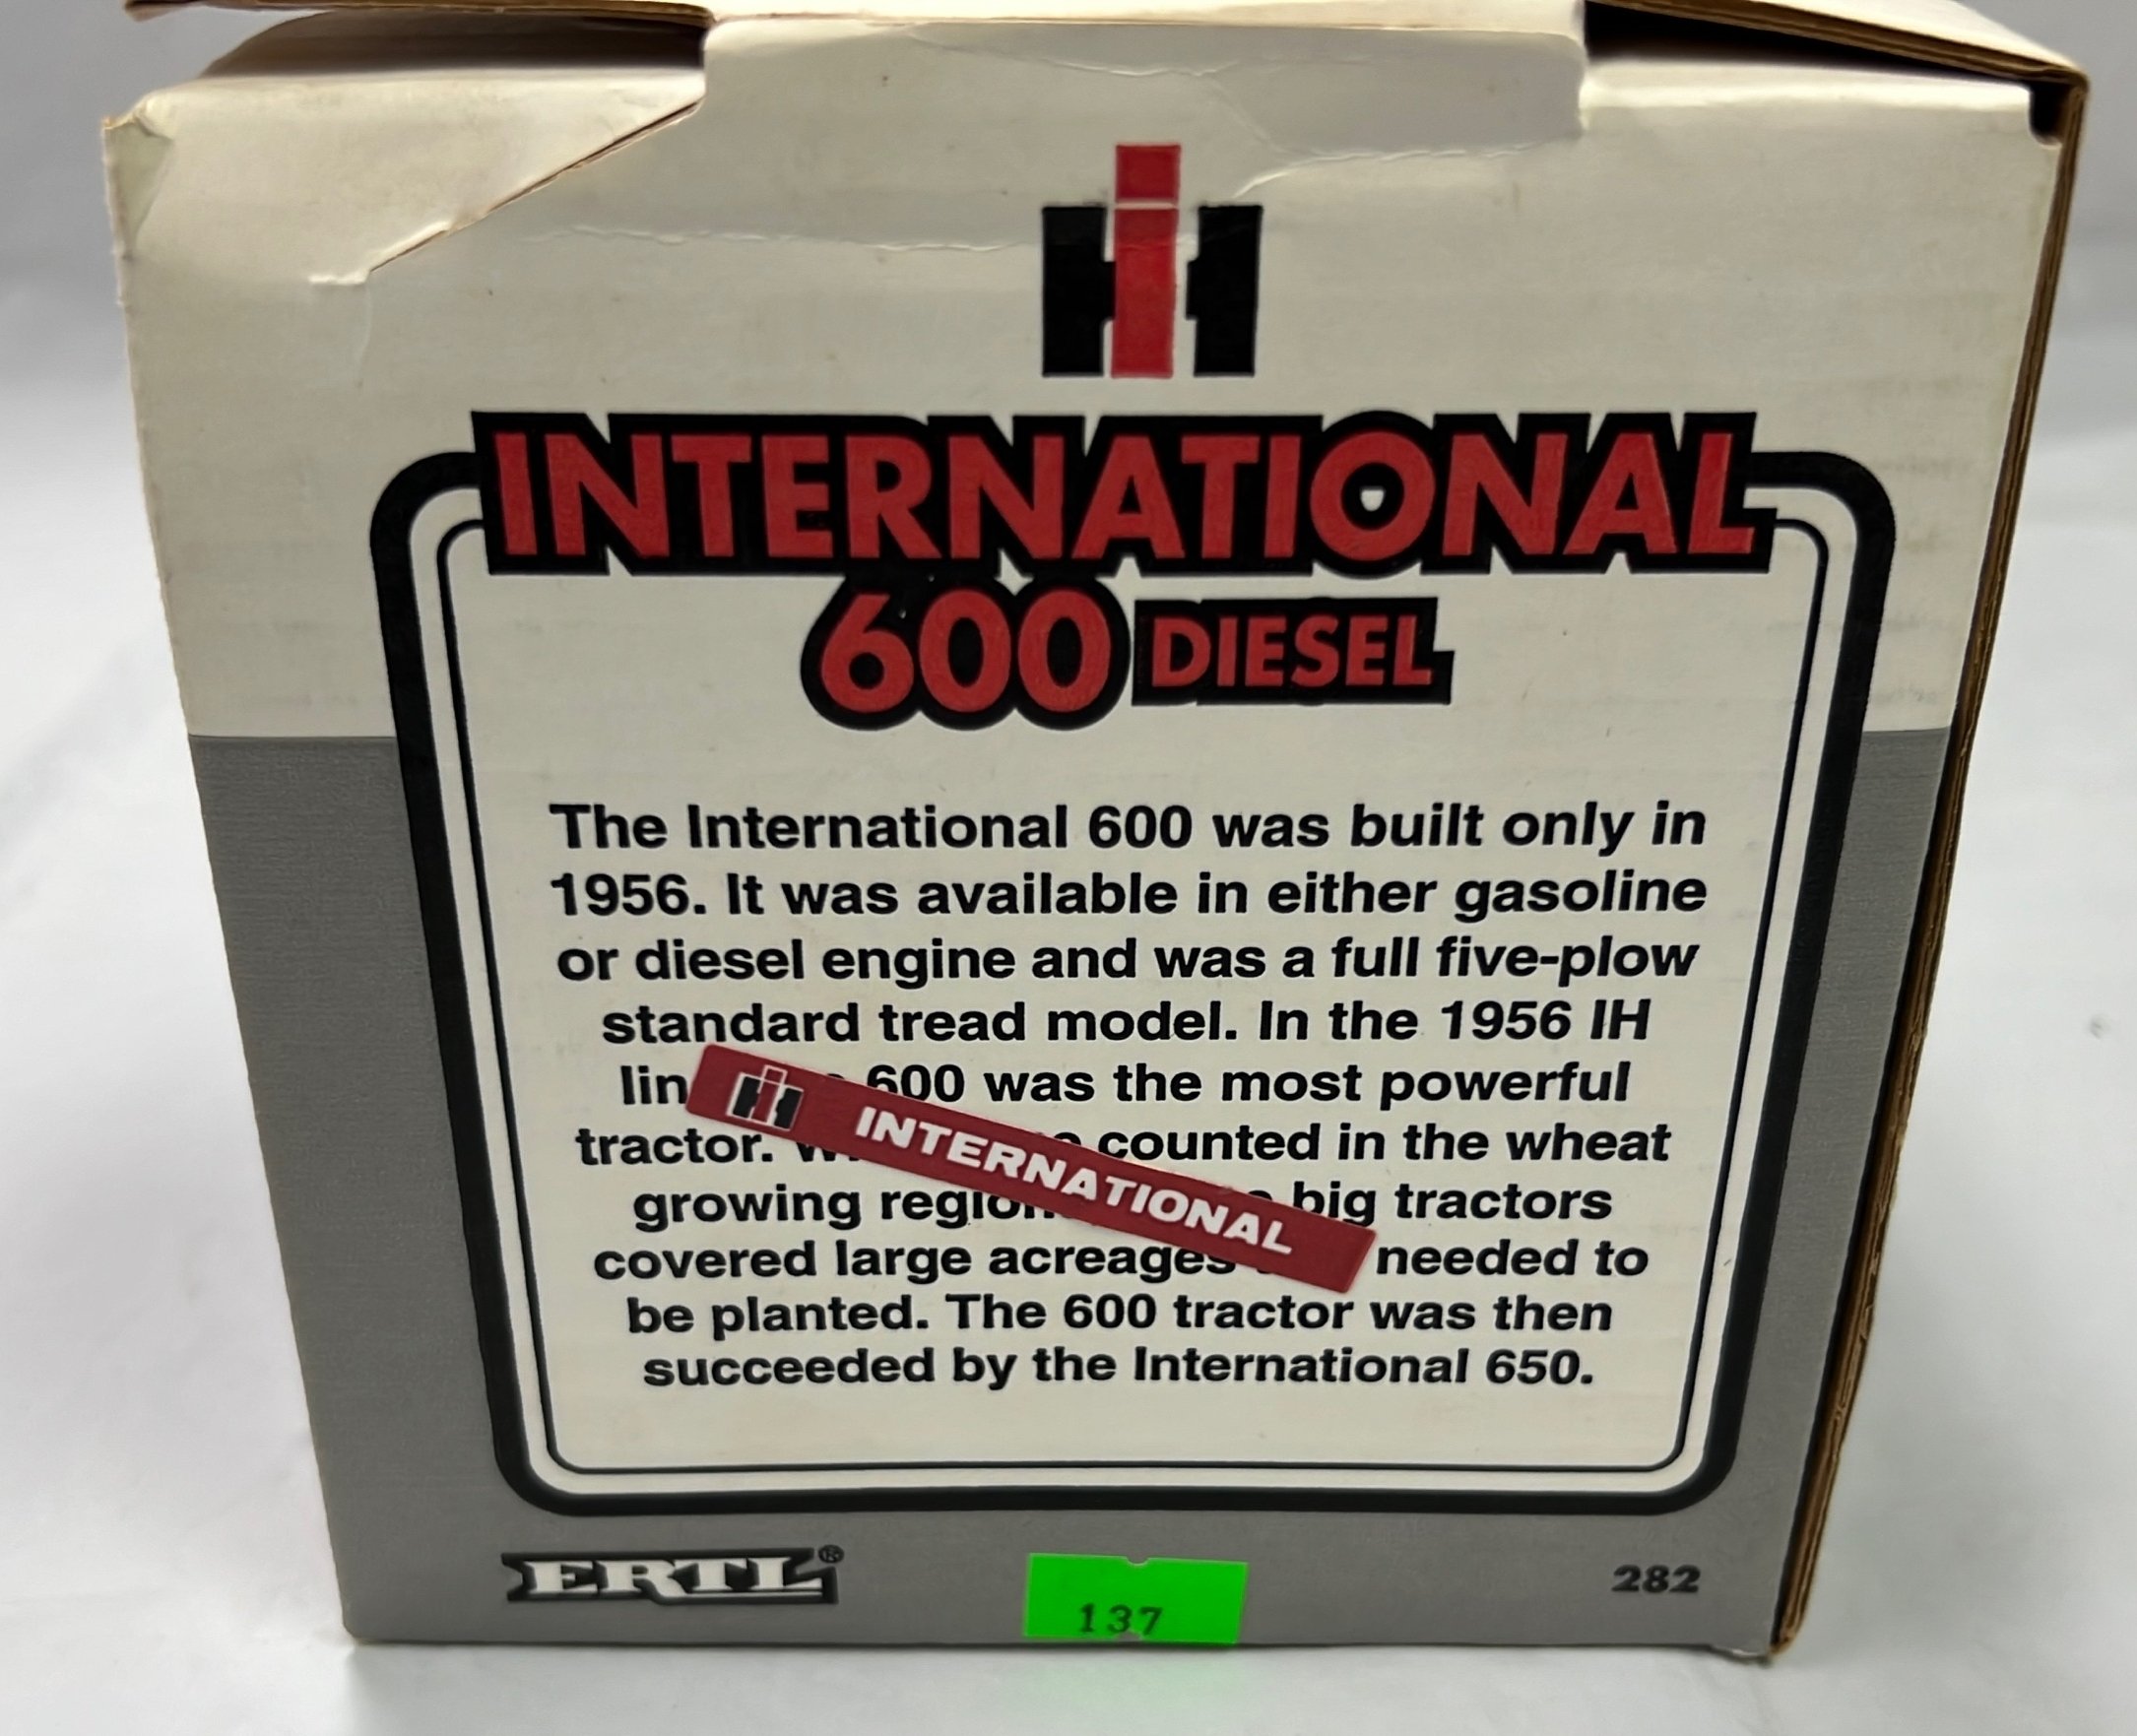 IH
INTERNATIONAL
600 DIESEL
The International 600 was built only in
1956. It was available in either gasoline
or diesel engine and was a full five-plow
standard tread model. In the 1956 IH
600 was the most powerful
tractor. counted in the wheat
growing big tractors
covered large acreages needed to
be planted. The 600 tractor was then
succeeded by the International 650.
IH INTERNATIONAL
ERTL®
137
282